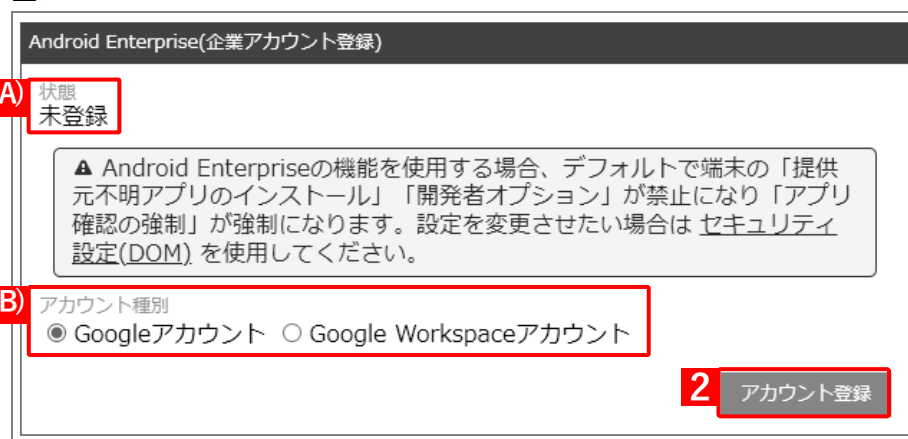 Android Enterprise(企業アカウント登録)
A)
状態
未登録
Android Enterpriseの機能を使用する場合、デフォルトで端末の「提供
元不明アプリのインストール」「開発者オプション」が禁止になり「アプリ
確認の強制」が強制になります。設定を変更させたい場合は セキュリティ
設定(DOM) を使用してください。
B)
アカウント種別
Googleアカウント Google Workspaceアカウント
2 アカウント登録